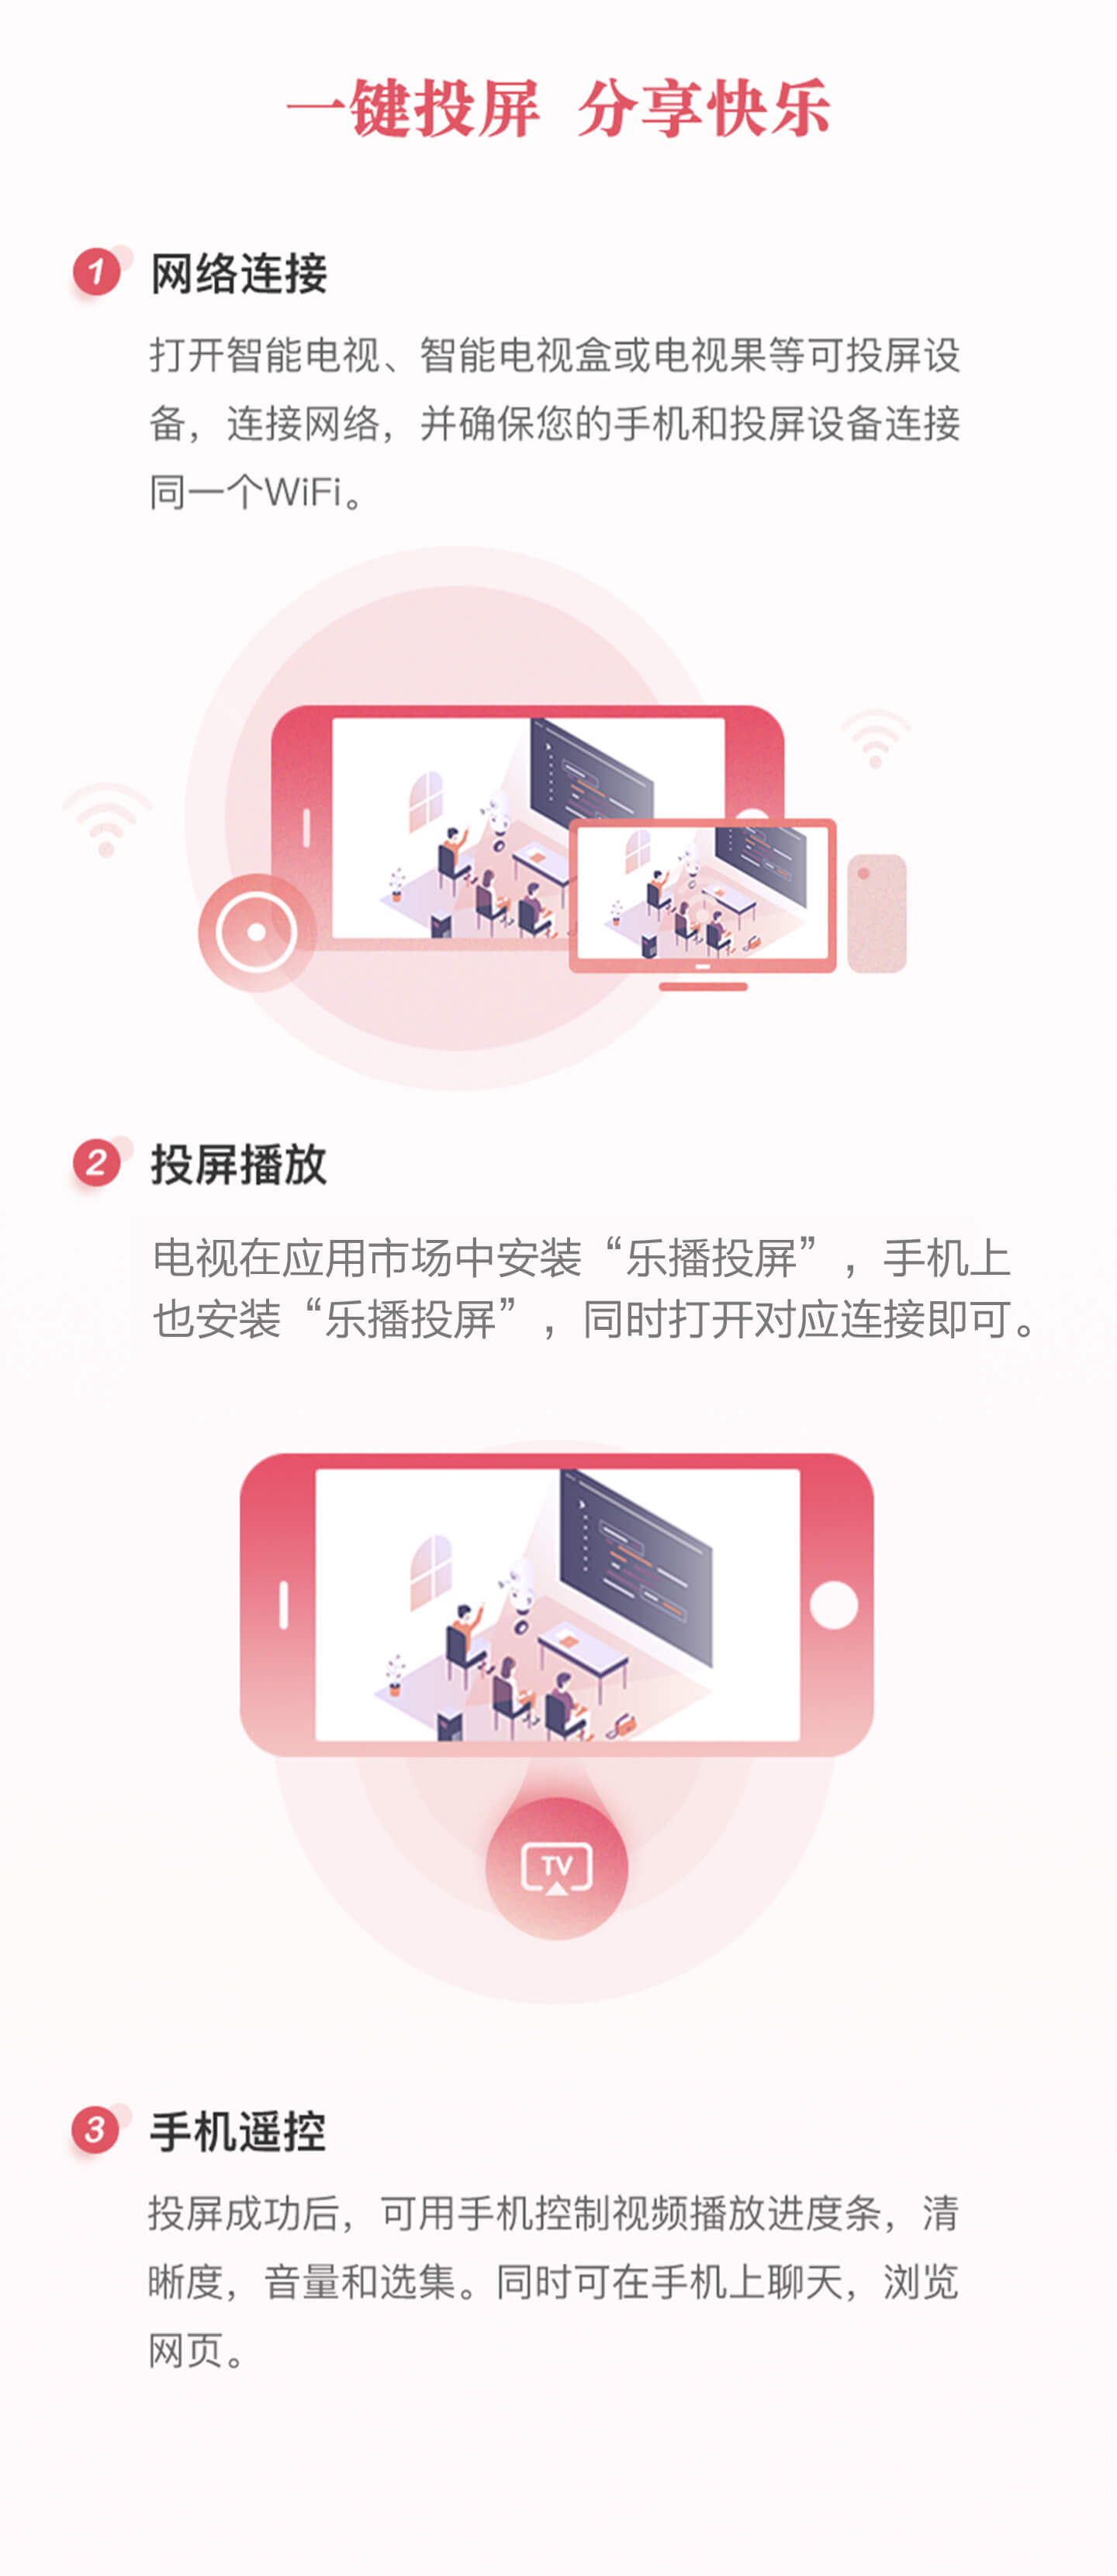 一键投屏 分享快乐
1 网络连接
打开智能电视、智能电视盒或电视果等可投屏设
备，连接网络，并确保您的手机和投屏设备连接
同一个WiFi。
2 投屏播放
电视在应用市场中安装“乐播投屏”，手机上
也安装“乐播投屏”，同时打开对应连接即可。
TV
3 手机遥控
投屏成功后，可用手机控制视频播放进度条，清
晰度，音量和选集。同时可在手机上聊天，浏览
网页。